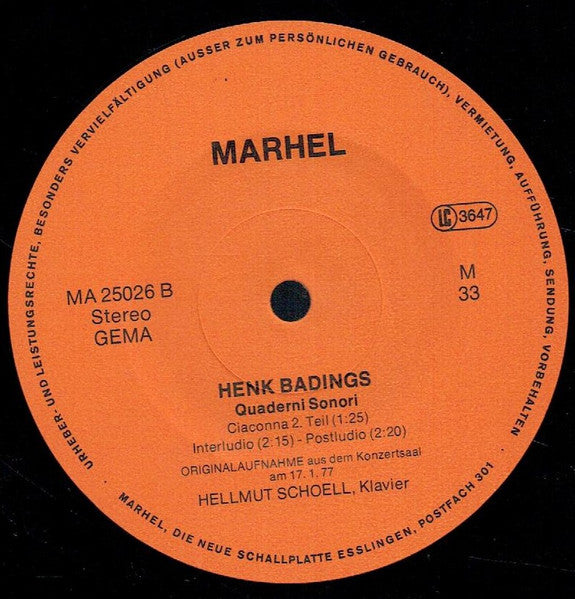 URHEBER- UND LEISTUNGSRECHTE, BESONDERS VERVIELFÄLTIGUNG (AUSSER ZUM PERSÖNLICHEN GEBRAUCH), VERMIETUNG, AUFFÜHRUNG, SENDUNG, VORBEHALTEN
MARHEL
LC 3647
MA 25026 B
Stereo
GEMA
M
33
HENK BADINGS
Quaderni Sonori
Ciaconna 2. Teil (1:25)
Interludio (2:15) - Postludio (2:20)
ORIGINALAUFNAHME aus dem Konzertsaal
am 17. 1. 77
HELLMUT SCHOELL, Klavier
MARHEL, DIE NEUE SCHALLPLATTE ESSLINGEN, POSTFACH 301